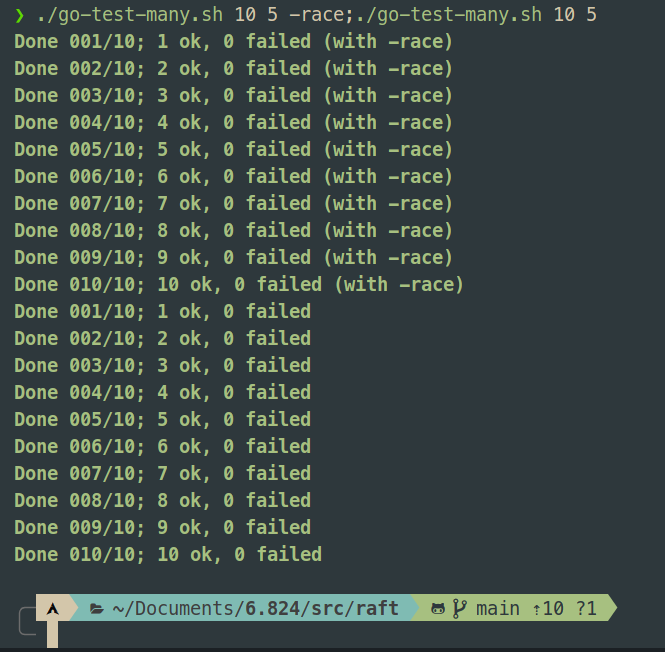 ❯ ./go-test-many.sh 10 5 -race;./go-test-many.sh 10 5
Done 001/10; 1 ok, 0 failed (with -race)
Done 002/10; 2 ok, 0 failed (with -race)
Done 003/10; 3 ok, 0 failed (with -race)
Done 004/10; 4 ok, 0 failed (with -race)
Done 005/10; 5 ok, 0 failed (with -race)
Done 006/10; 6 ok, 0 failed (with -race)
Done 007/10; 7 ok, 0 failed (with -race)
Done 008/10; 8 ok, 0 failed (with -race)
Done 009/10; 9 ok, 0 failed (with -race)
Done 010/10; 10 ok, 0 failed (with -race)
Done 001/10; 1 ok, 0 failed
Done 002/10; 2 ok, 0 failed
Done 003/10; 3 ok, 0 failed
Done 004/10; 4 ok, 0 failed
Done 005/10; 5 ok, 0 failed
Done 006/10; 6 ok, 0 failed
Done 007/10; 7 ok, 0 failed
Done 008/10; 8 ok, 0 failed
Done 009/10; 9 ok, 0 failed
Done 010/10; 10 ok, 0 failed
~/Documents/6.824/src/raft main ⇡10 ?1